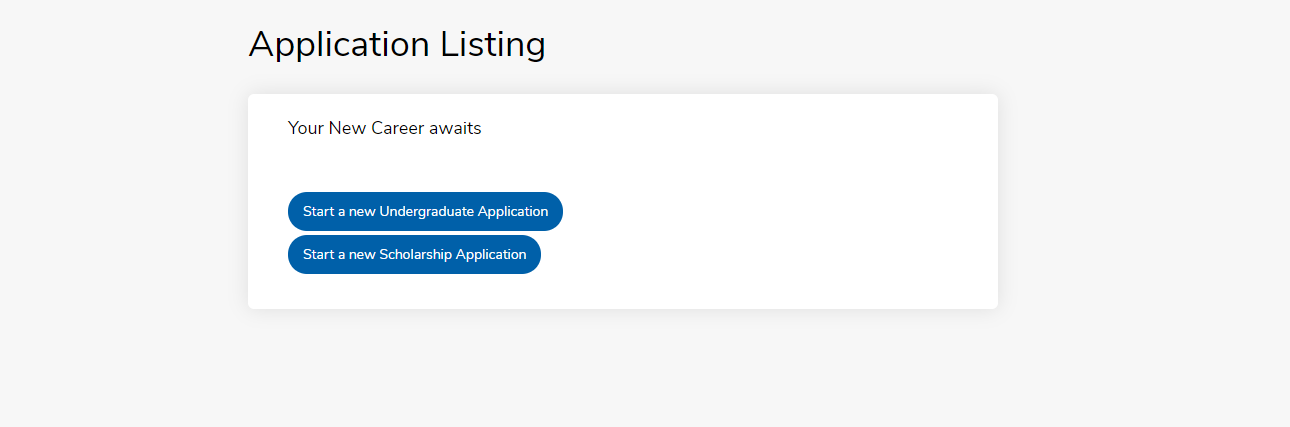 Application Listing
Your New Career awaits
Start a new Undergraduate Application
Start a new Scholarship Application